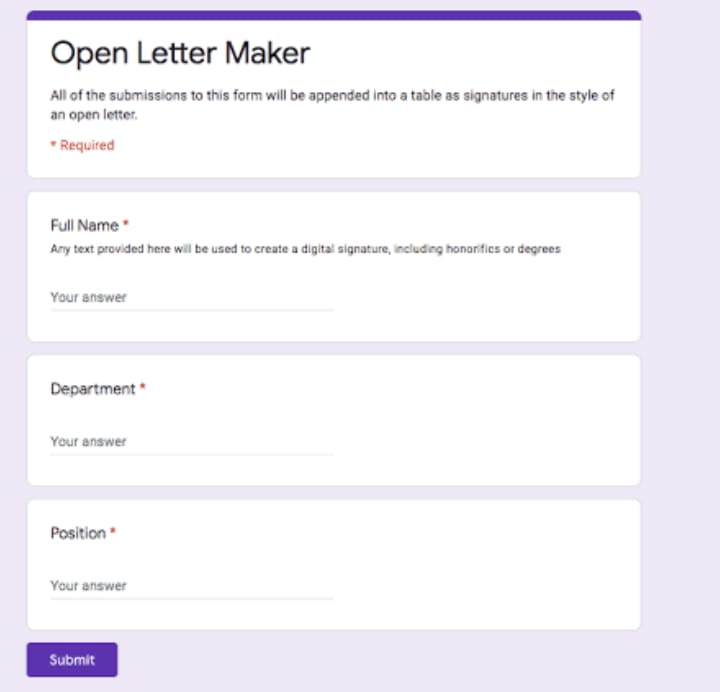 Open Letter Maker
All of the submissions to this form will be appended into a table as signatures in the style of
an open letter.
* Required
Full Name *
Any text provided here will be used to create a digital signature, including honorifics or degrees
Your answer
Department *
Your answer
Position *
Your answer
Submit